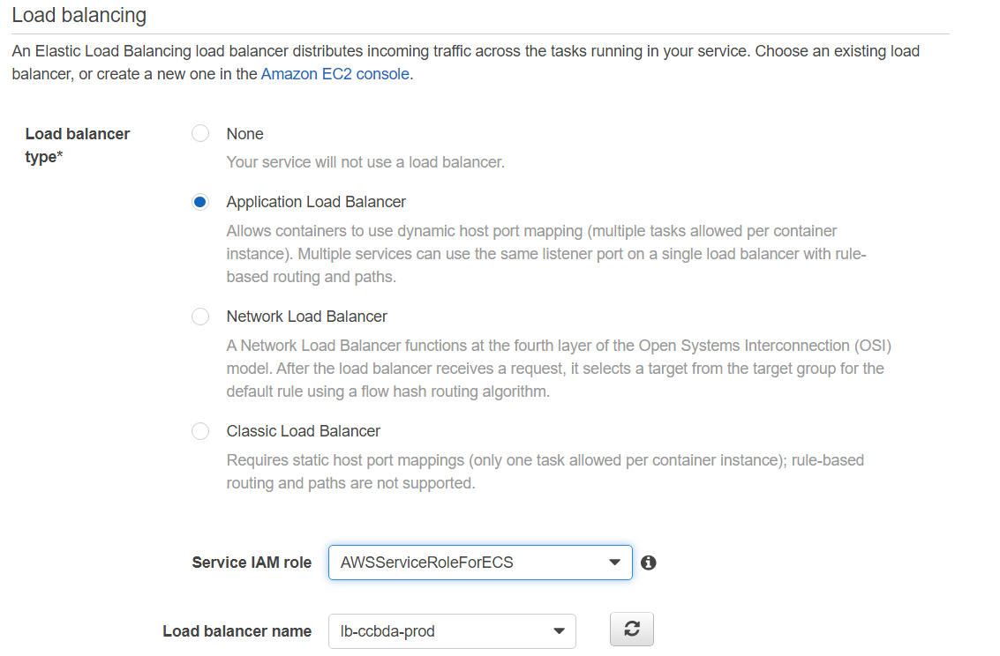 Load balancing
An Elastic Load Balancing load balancer distributes incoming traffic across the tasks running in your service. Choose an existing load
balancer, or create a new one in the Amazon EC2 console.
Load balancer
type*
None
Your service will not use a load balancer.
Application Load Balancer
Allows containers to use dynamic host port mapping (multiple tasks allowed per container
instance). Multiple services can use the same listener port on a single load balancer with rule-
based routing and paths.
Network Load Balancer
A Network Load Balancer functions at the fourth layer of the Open Systems Interconnection (OSI)
model. After the load balancer receives a request, it selects a target from the target group for the
default rule using a flow hash routing algorithm.
Classic Load Balancer
Requires static host port mappings (only one task allowed per container instance); rule-based
routing and paths are not supported.
Service IAM role AWSServiceRoleForECS
Load balancer name lb-ccbda-prod